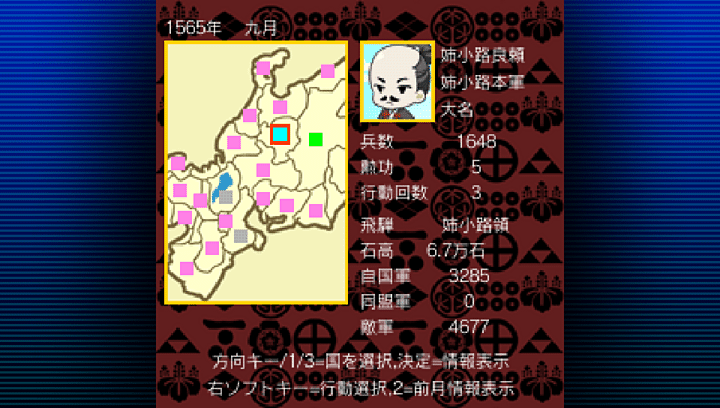 1565年 九月
姉小路良頼
姉小路本軍
大名
兵数 1648
勲功 5
行動回数 3
飛騨 姉小路領
石高 6.7万石
自国軍 3285
同盟軍 0
敵軍 4677
方向キー/1/3=国を選択,決定=情報表示
右ソフトキー=行動選択,2=前月情報表示